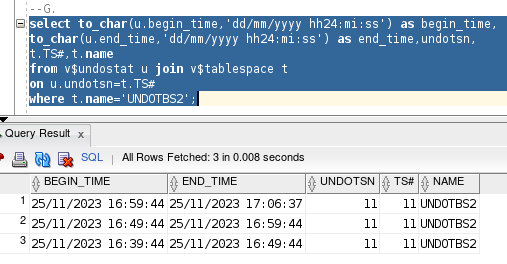 --G.
select to_char(u.begin_time,'dd/mm/yyyy hh24:mi:ss') as begin_time,
to_char(u.end_time,'dd/mm/yyyy hh24:mi:ss') as end_time,undotsn,
t.TS#,t.name
from v$undostat u join v$tablespace t
on u.undotsn=t.TS#
where t.name='UNDOTBS2';
Query Result x
SQL | All Rows Fetched: 3 in 0.008 seconds
BEGIN_TIME END_TIME UNDOTSN TS# NAME
1 25/11/2023 16:59:44 25/11/2023 17:06:37 11 11 UNDOTBS2
2 25/11/2023 16:49:44 25/11/2023 16:59:44 11 11 UNDOTBS2
3 25/11/2023 16:39:44 25/11/2023 16:49:44 11 11 UNDOTBS2